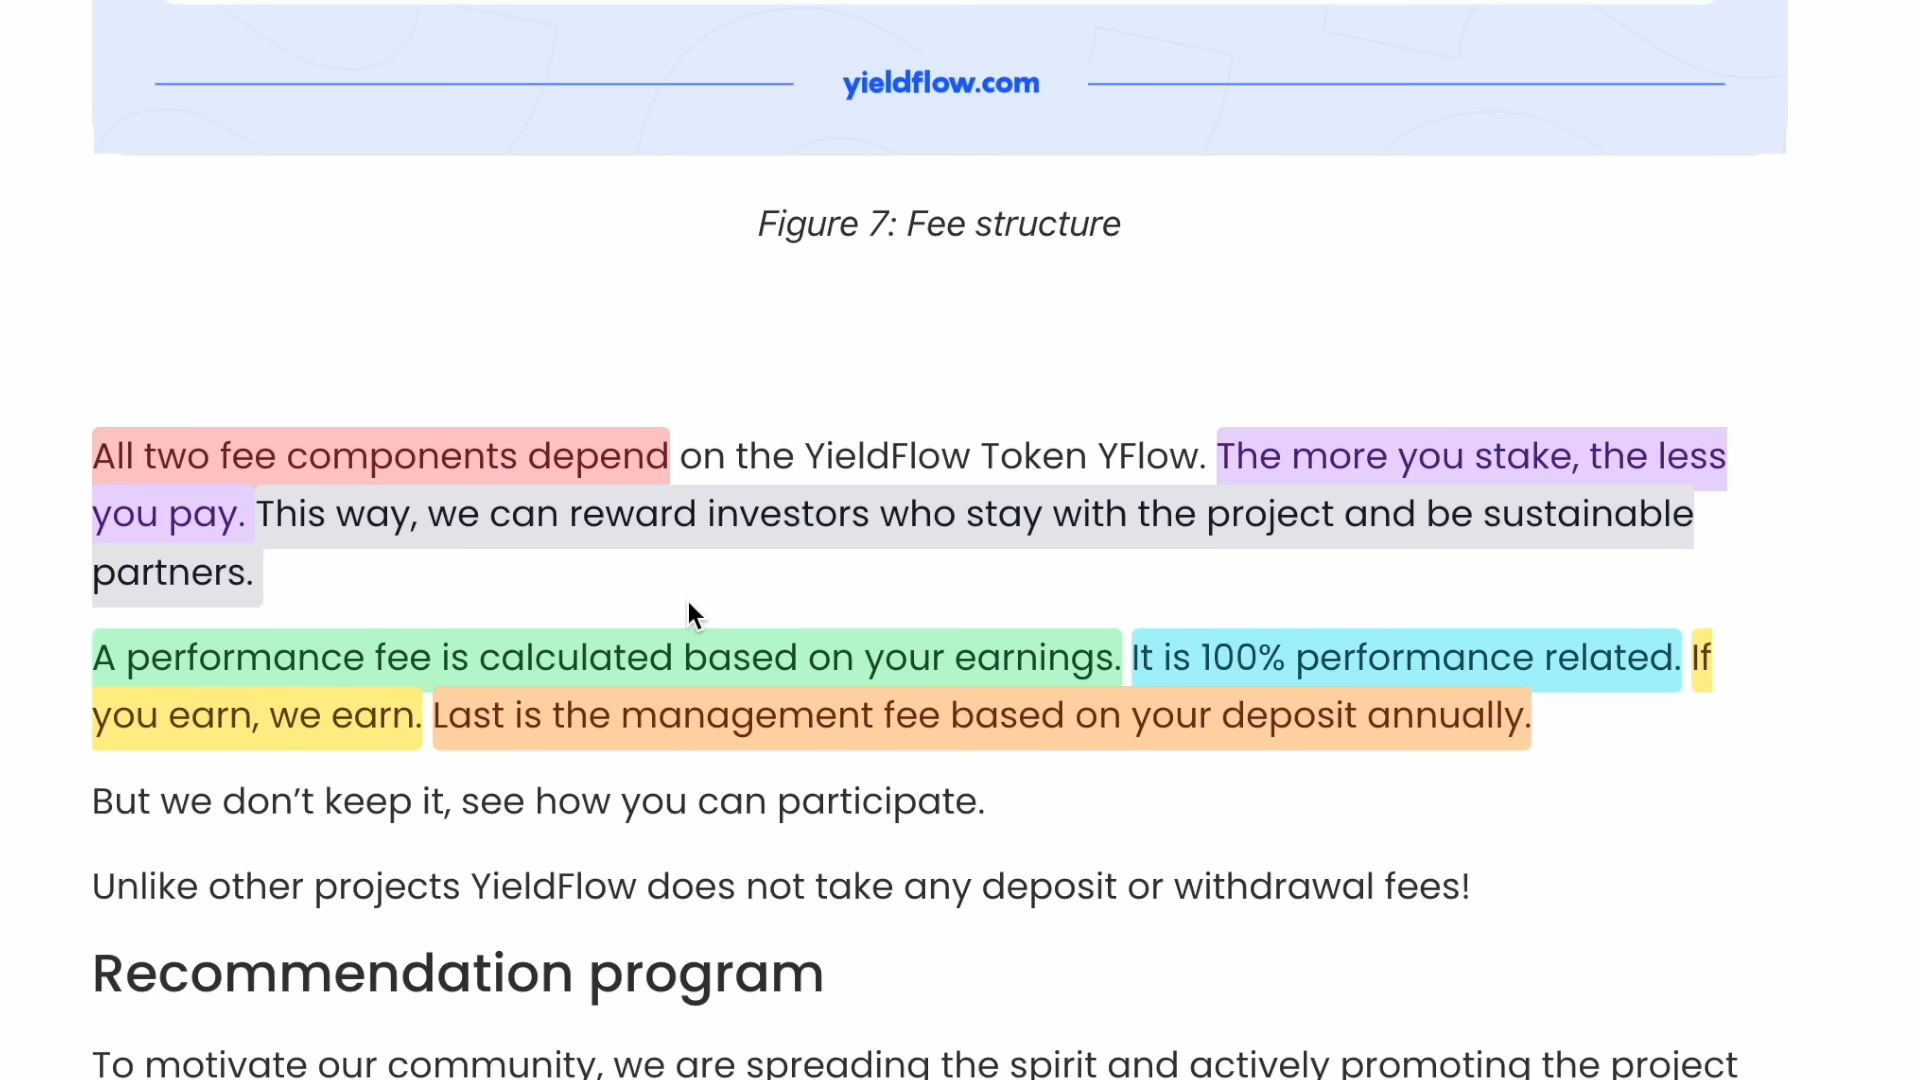 yieldflow.com
Figure 7: Fee structure
All two fee components depend on the YieldFlow Token YFlow. The more you stake, the less
you pay. This way, we can reward investors who stay with the project and be sustainable
partners.
A performance fee is calculated based on your earnings. It is 100% performance related. If
you earn, we earn. Last is the management fee based on your deposit annually.
But we don’t keep it, see how you can participate.
Unlike other projects YieldFlow does not take any deposit or withdrawal fees!
Recommendation program
To motivate our community, we are spreading the spirit and actively promoting the project